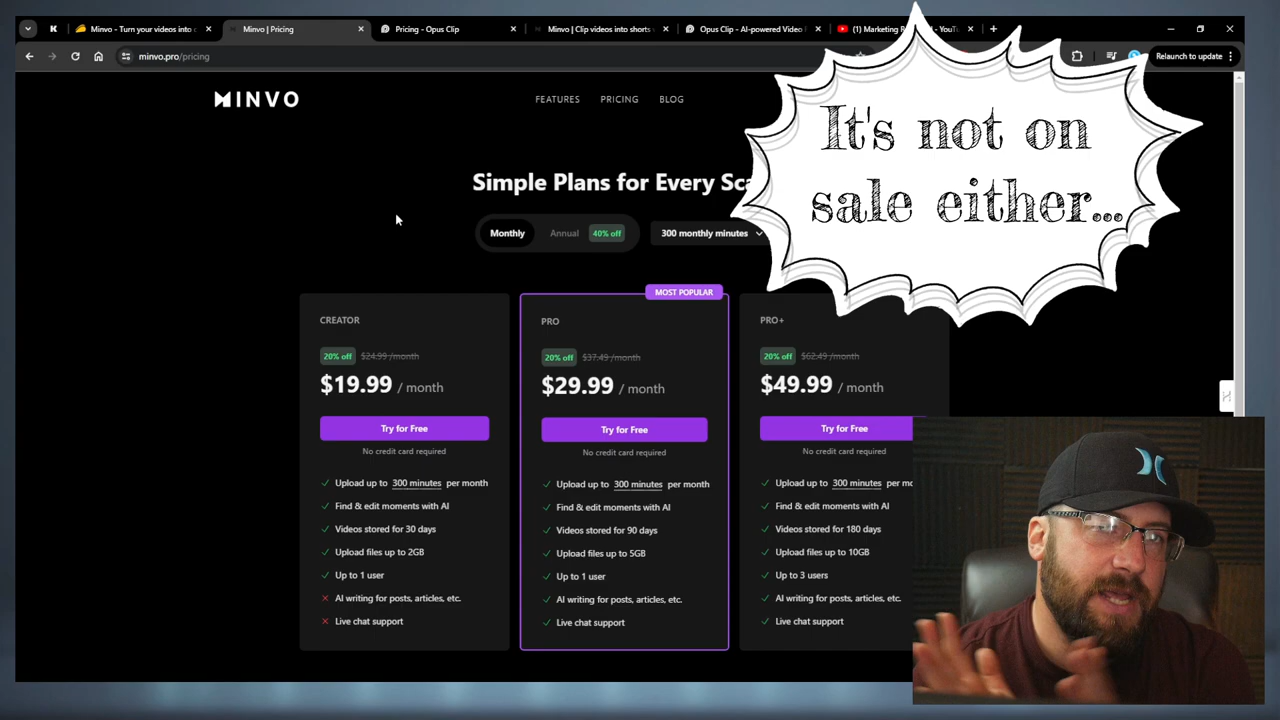 Minvo - Turn your videos into c
Minvo | Pricing
Pricing - Opus Clip
Minvo | Clip videos into shorts
Opus Clip - AI-powered Video
(1) Marketing
minvo.pro/pricing
Relaunch to update
MINVO
FEATURES
PRICING
BLOG
It's not on
sale either...
Simple Plans for Every Sca
Monthly
Annual
40% off
300 monthly minutes
CREATOR
20% off $24.99 /month
$19.99 / month
Try for Free
No credit card required
Upload up to 300 minutes per month
Find & edit moments with AI
Videos stored for 30 days
Upload files up to 2GB
Up to 1 user
AI writing for posts, articles, etc.
Live chat support
MOST POPULAR
PRO
20% off $37.49 /month
$29.99 / month
Try for Free
No credit card required
Upload up to 300 minutes per month
Find & edit moments with AI
Videos stored for 90 days
Upload files up to 5GB
Up to 1 user
AI writing for posts, articles, etc.
Live chat support
PRO+
20% off $62.49 /month
$49.99 / month
Try for Free
No credit card required
Upload up to 300 minutes per mo
Find & edit moments with AI
Videos stored for 180 days
Upload files up to 10GB
Up to 3 users
AI writing for posts, articles, etc.
Live chat support